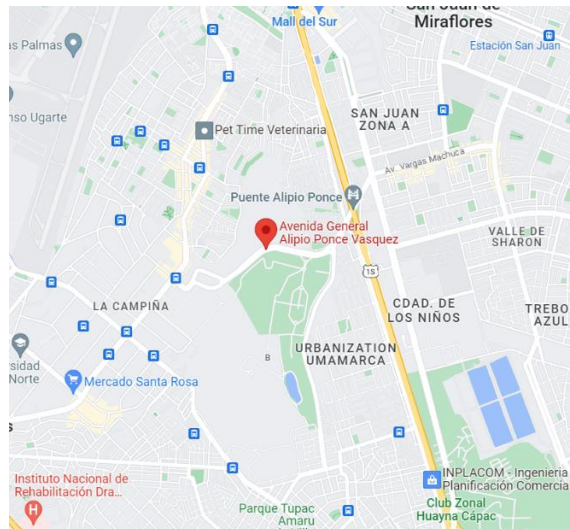 San Juan de
Miraflores
Mall del Sur
as Palmas
Estación San Juan
nso Ugarte
SAN JUAN
ZONA A
Pet Time Veterinaria
Av. Vargas Machuca
Puente Alipio Ponce
Avenida General
Alipio Ponce Vasquez
VALLE DE
SHARON
1S
LA CAMPIÑA
CDAD. DE
LOS NIÑOS
TREBO
AZUL
URBANIZATION
UMAMARCA
B
rsidad
Norte
Mercado Santa Rosa
s
INPLACOM - Ingenieria
Planificación Comercia
Instituto Nacional de
Rehabilitación Dra...
H
Club Zonal
Huayna Cápac
Parque Tupac
Amaru